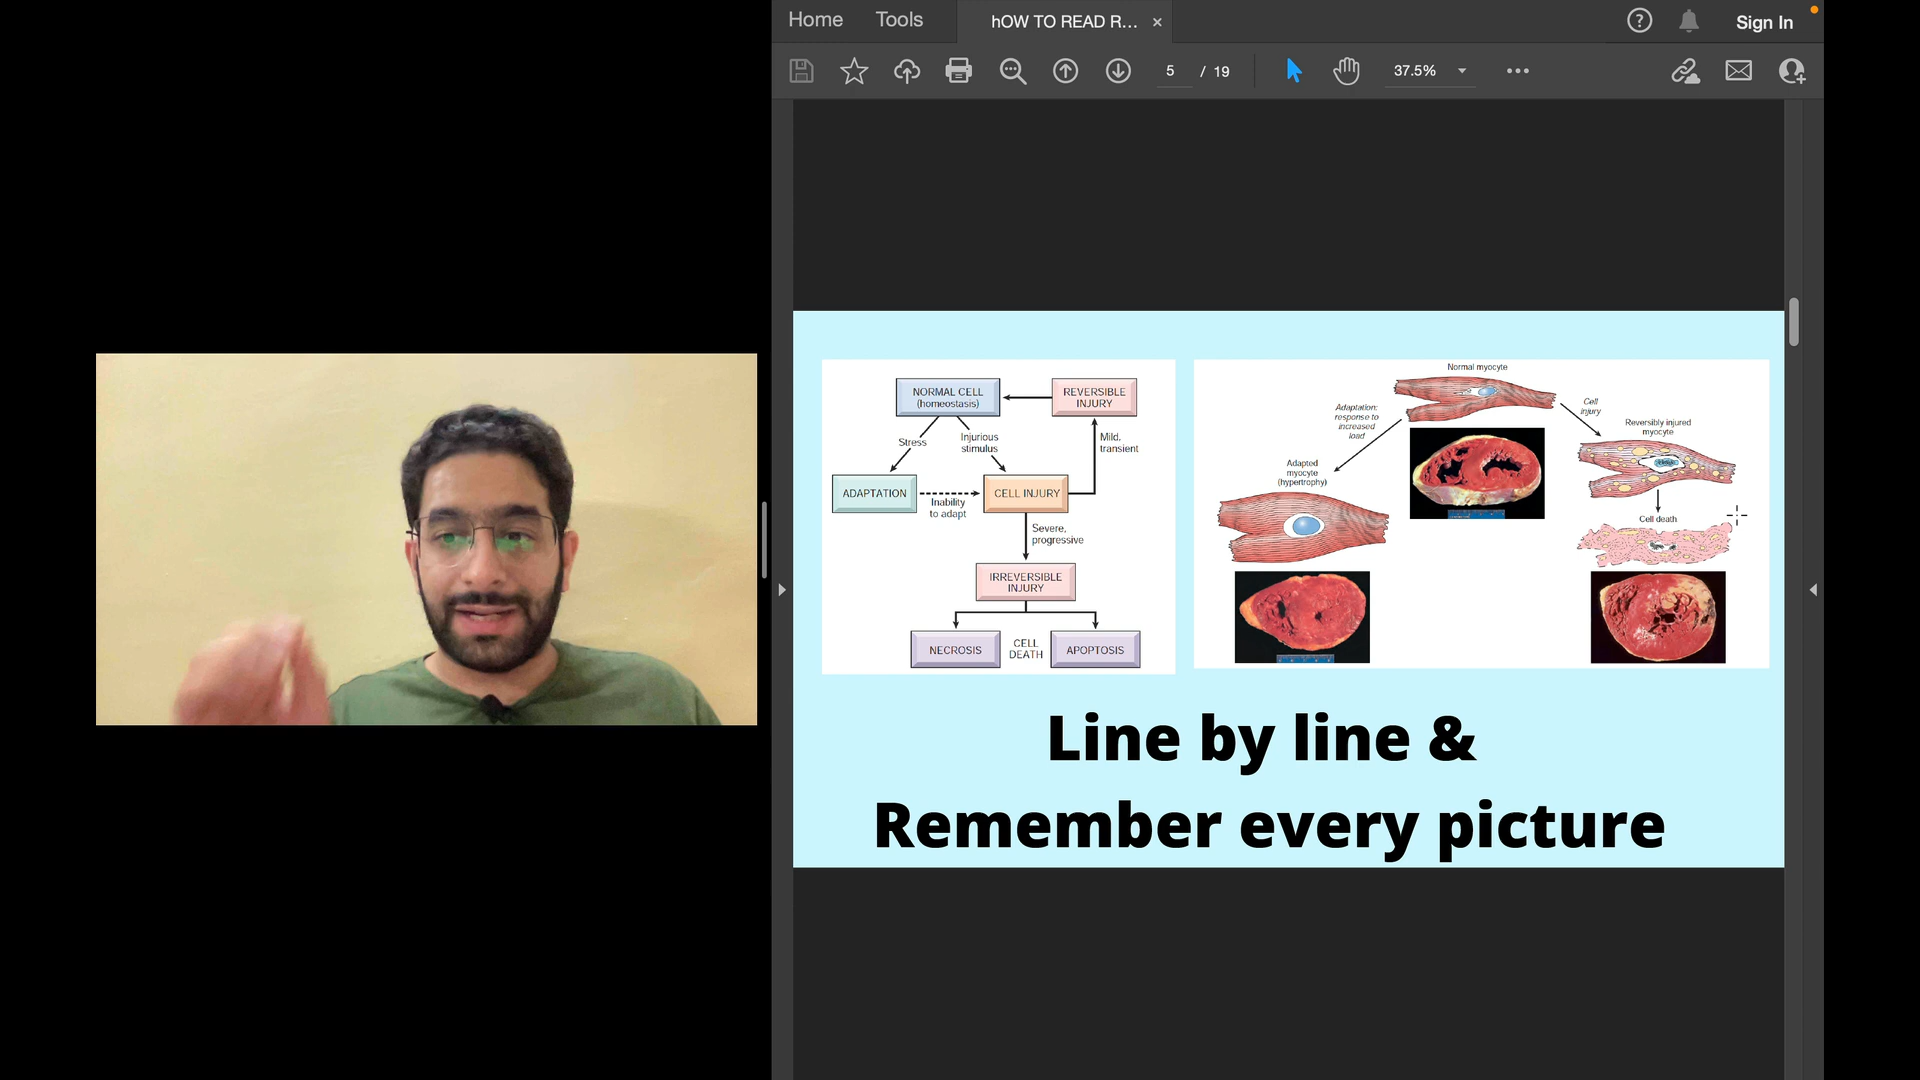 Home
Tools
hOW TO READ R...
Sign In
5 / 19
37.5%
NORMAL CELL
(homeostasis)
REVERSIBLE
INJURY
Stress
Injurious
stimulus
Mild,
transient
ADAPTATION
Inability
to adapt
CELL INJURY
Severe,
progressive
IRREVERSIBLE
INJURY
NECROSIS
CELL
DEATH
APOPTOSIS
Normal myocyte
Adaptation:
response to
increased
load
Cell
injury
Reversibly injured
myocyte
Adapted
myocyte
(hypertrophy)
Cell death
Line by line &
Remember every picture